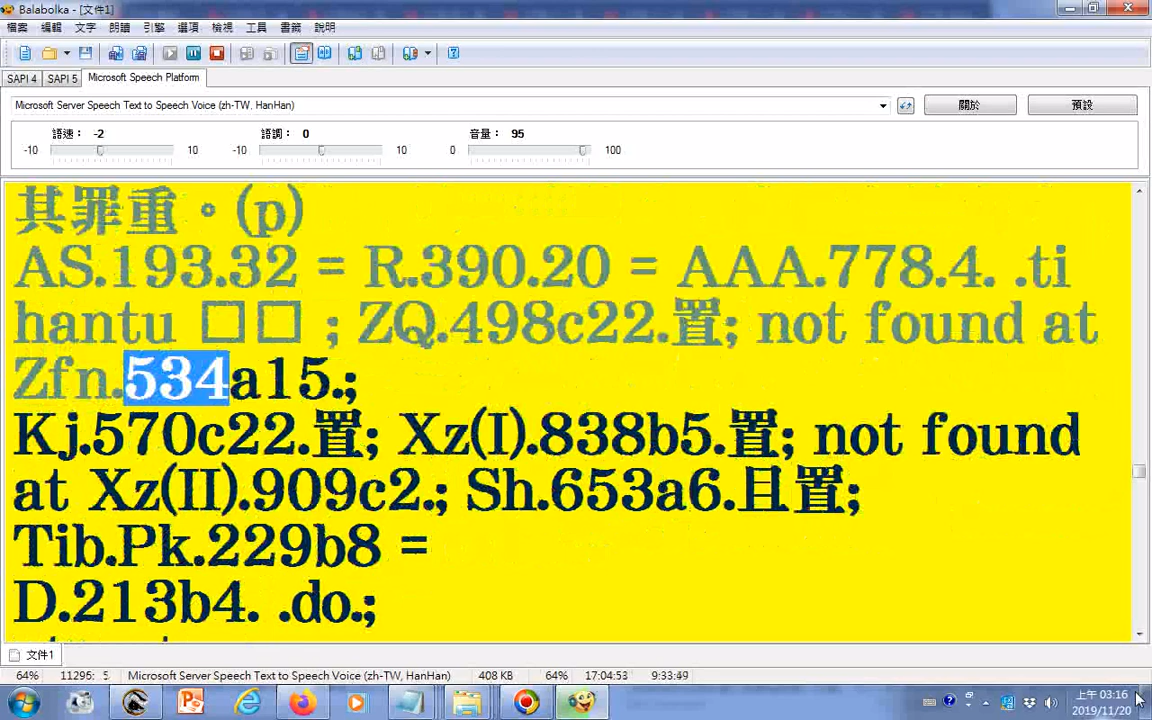 Balabolka - [文件1]
檔案 編輯 文字 朗讀 引擎 選項 檢視 工具 書籤 說明
SAPI 4 SAPI 5 Microsoft Speech Platform
Microsoft Server Speech Text to Speech Voice (zh-TW, HanHan) 關於 預設
語速： -2 語調： 0 音量： 95
-10 10 -10 10 0 100
其罪重。(p)
AS.193.32 = R.390.20 = AAA.778.4. .ti
hantu □□ ; ZQ.498c22.置; not found at
Zfn.534a15.;
Kj.570c22.置; Xz(I).838b5.置; not found
at Xz(II).909c2.; Sh.653a6.且置;
Tib.Pk.229b8 =
D.213b4. .do.;
文件1
64% 11295: 5 Microsoft Server Speech Text to Speech Voice (zh-TW, HanHan) 408 KB 64% 17:04:53 9:33:49
上午 03:16
2019/11/20